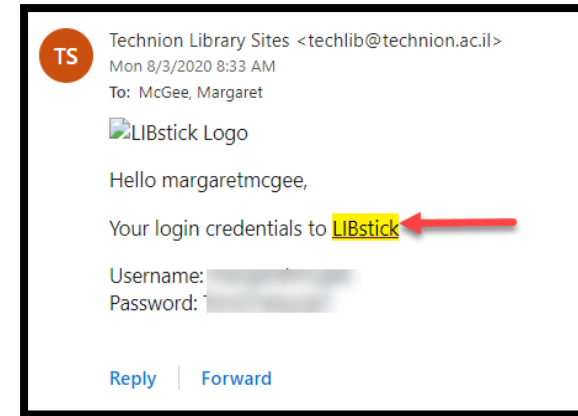 TS
Technion Library Sites <techlib@technion.ac.il>
Mon 8/3/2020 8:33 AM
To: McGee, Margaret
LIBstick Logo
Hello margaretmcgee,
Your login credentials to LIBstick
Username:
Password:
Reply | Forward